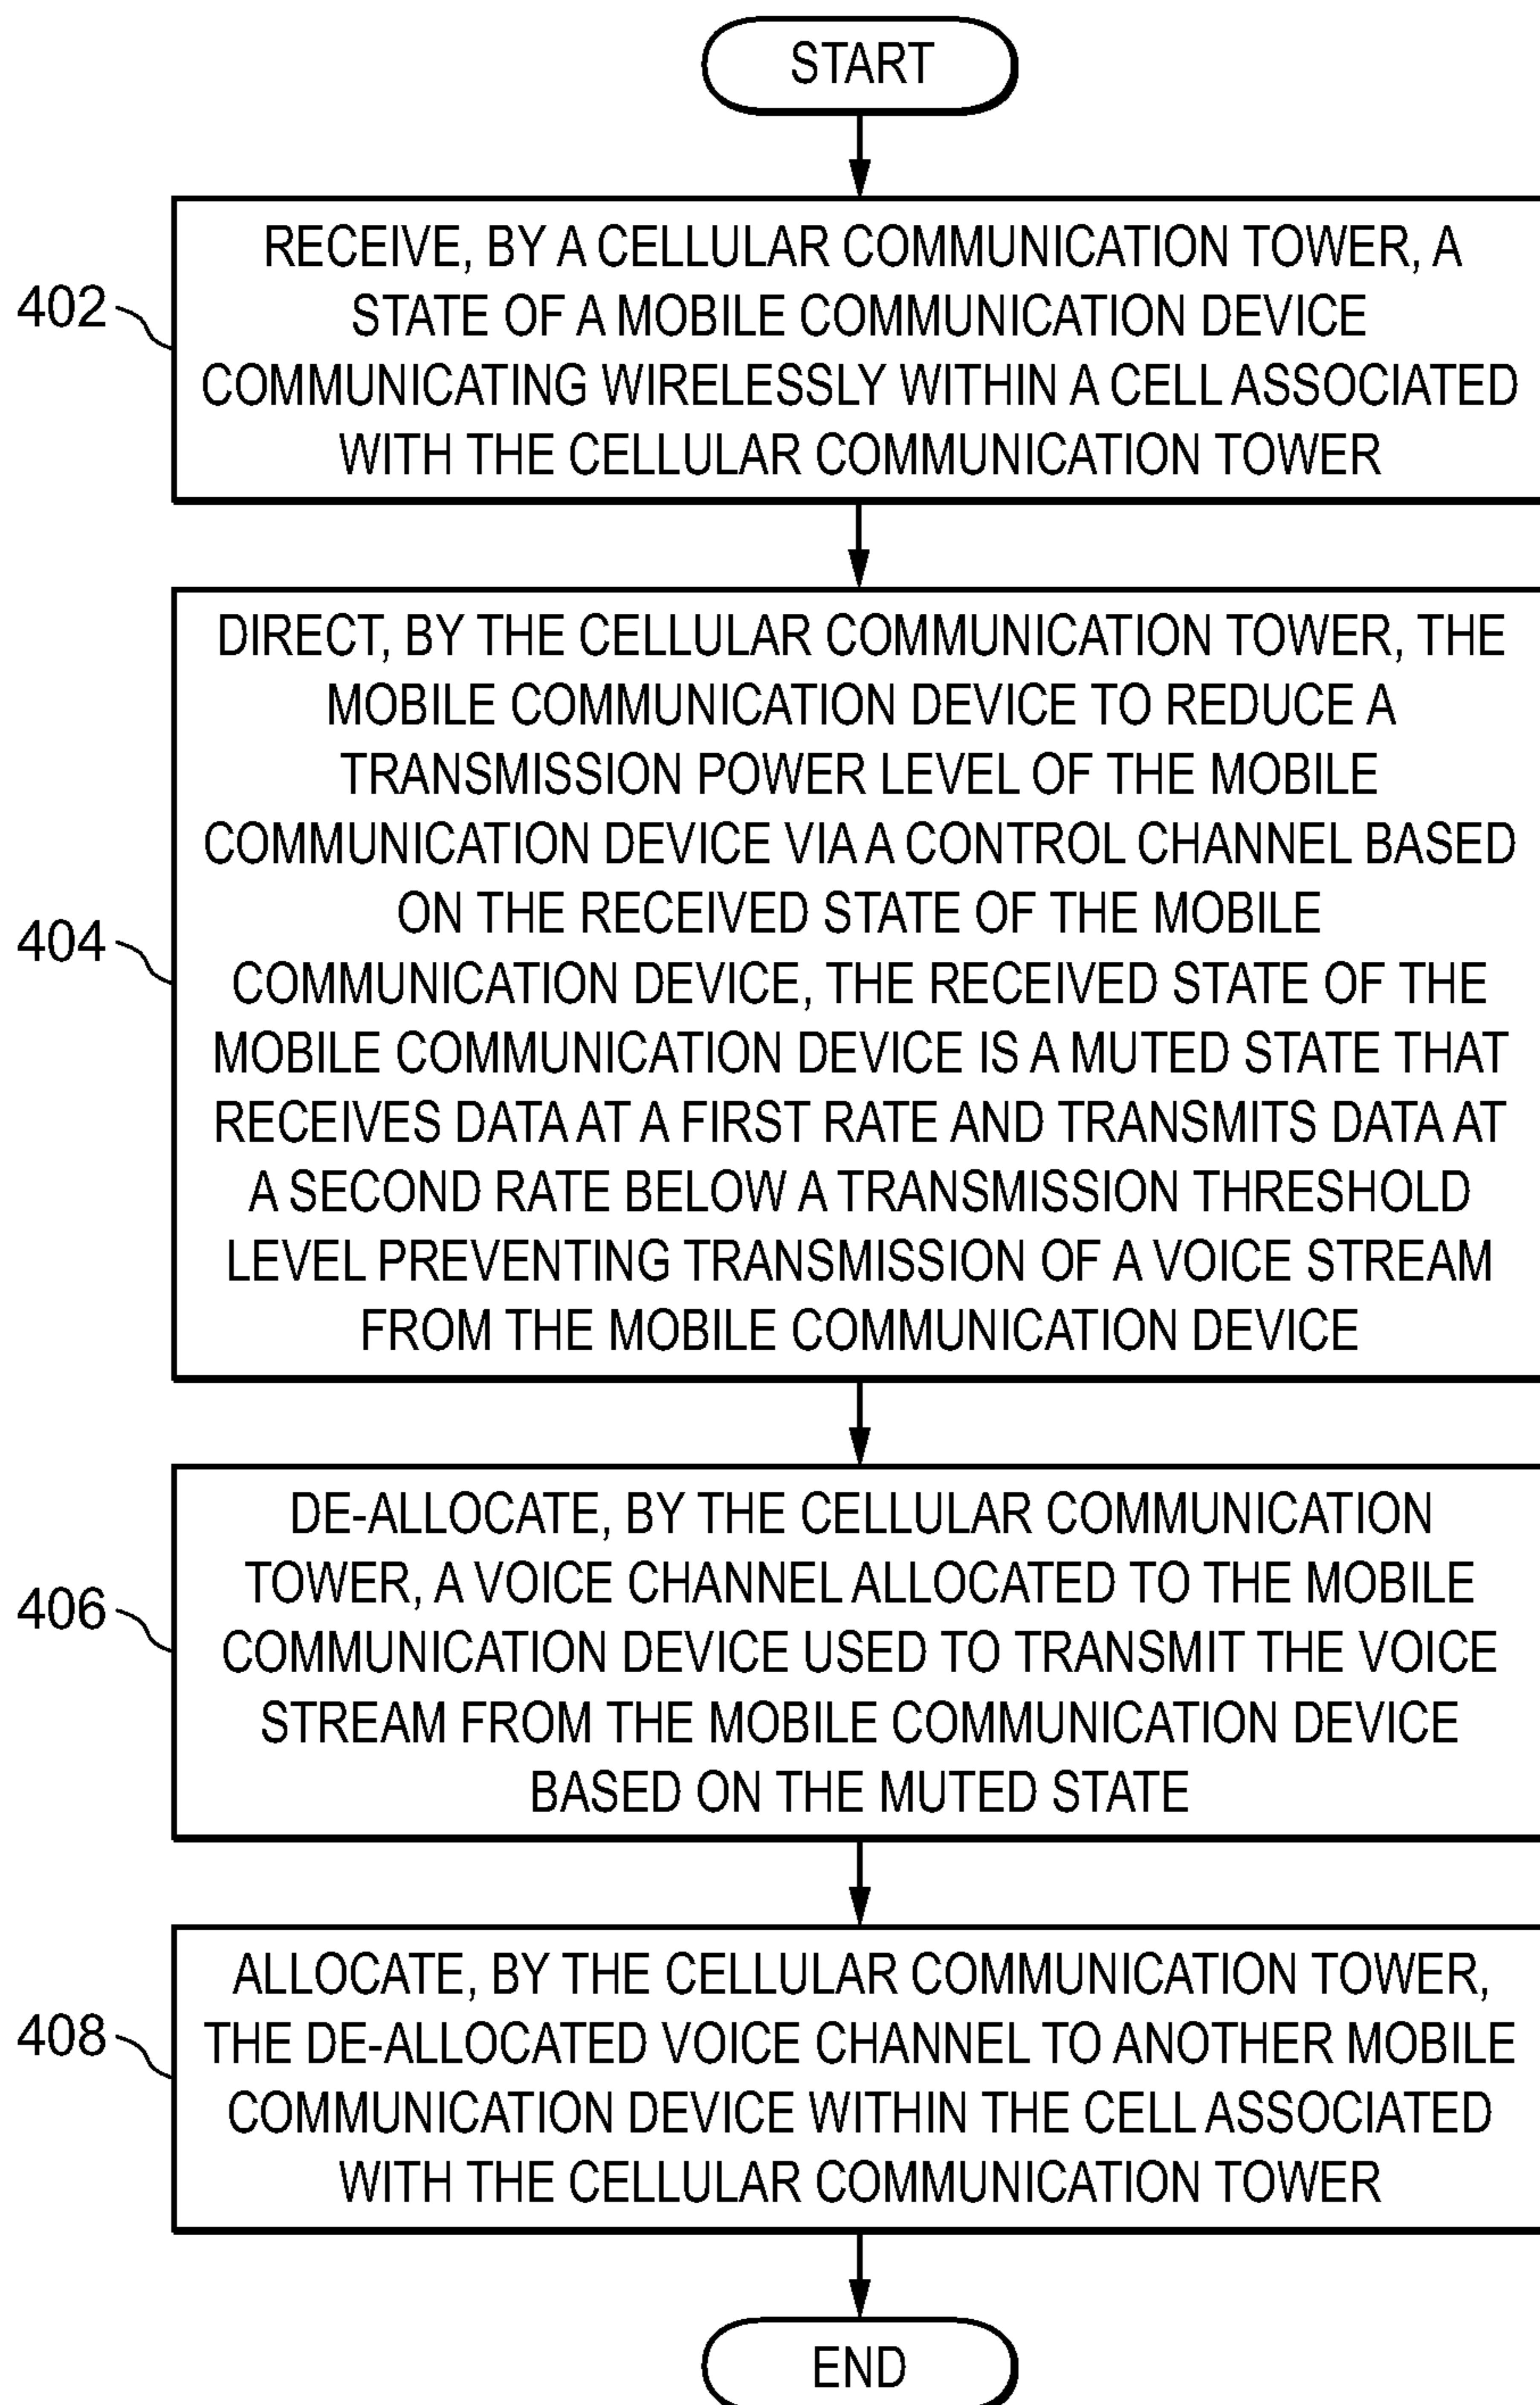 START
402
RECEIVE, BY A CELLULAR COMMUNICATION TOWER, A
STATE OF A MOBILE COMMUNICATION DEVICE
COMMUNICATING WIRELESSLY WITHIN A CELL ASSOCIATED
WITH THE CELLULAR COMMUNICATION TOWER
404
DIRECT, BY THE CELLULAR COMMUNICATION TOWER, THE
MOBILE COMMUNICATION DEVICE TO REDUCE A
TRANSMISSION POWER LEVEL OF THE MOBILE
COMMUNICATION DEVICE VIA A CONTROL CHANNEL BASED
ON THE RECEIVED STATE OF THE MOBILE
COMMUNICATION DEVICE, THE RECEIVED STATE OF THE
MOBILE COMMUNICATION DEVICE IS A MUTED STATE THAT
RECEIVES DATA AT A FIRST RATE AND TRANSMITS DATA AT
A SECOND RATE BELOW A TRANSMISSION THRESHOLD
LEVEL PREVENTING TRANSMISSION OF A VOICE STREAM
FROM THE MOBILE COMMUNICATION DEVICE
406
DE-ALLOCATE, BY THE CELLULAR COMMUNICATION
TOWER, A VOICE CHANNEL ALLOCATED TO THE MOBILE
COMMUNICATION DEVICE USED TO TRANSMIT THE VOICE
STREAM FROM THE MOBILE COMMUNICATION DEVICE
BASED ON THE MUTED STATE
408
ALLOCATE, BY THE CELLULAR COMMUNICATION TOWER,
THE DE-ALLOCATED VOICE CHANNEL TO ANOTHER MOBILE
COMMUNICATION DEVICE WITHIN THE CELL ASSOCIATED
WITH THE CELLULAR COMMUNICATION TOWER
END